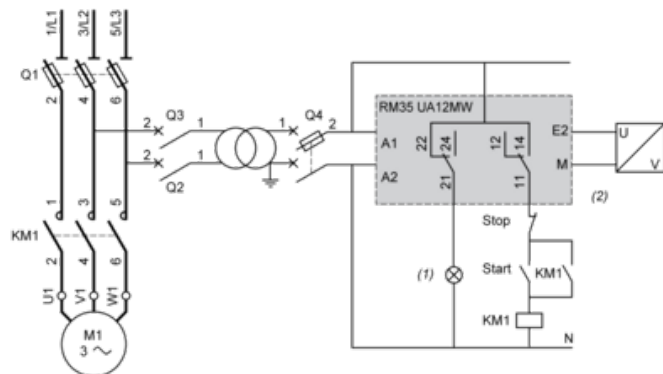 1/L1 3/L2 5/L3
Q1
2 4 6
Q3
2 1
2 1
Q2
Q4
1 2
1
RM35 UA12MW
22 24 12 14
A1
A2
21 11
E2
M
U
V
(2)
Stop
Start
KM1
(1)
KM1
N
1 3 5
KM1
2 4 6
U1 V1 W1
M1
3